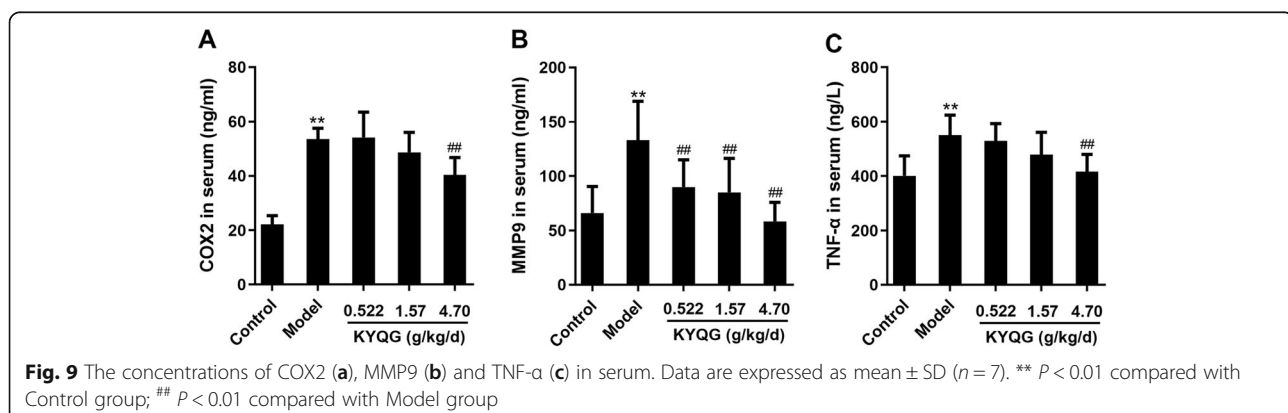 A
COX2 in serum (ng/ml)
80
60
40
20
0
**
##
Control
Model
0.522 1.57 4.70
KYQG (g/kg/d)
B
MMP9 in serum (ng/ml)
200
150
100
50
0
**
##
##
##
Control
Model
0.522 1.57 4.70
KYQG (g/kg/d)
C
TNF-α in serum (ng/L)
800
600
400
200
0
**
##
Control
Model
0.522 1.57 4.70
KYQG (g/kg/d)
Fig. 9 The concentrations of COX2 (a), MMP9 (b) and TNF-α (c) in serum. Data are expressed as mean ± SD (n = 7). ** P < 0.01 compared with
Control group; ## P < 0.01 compared with Model group